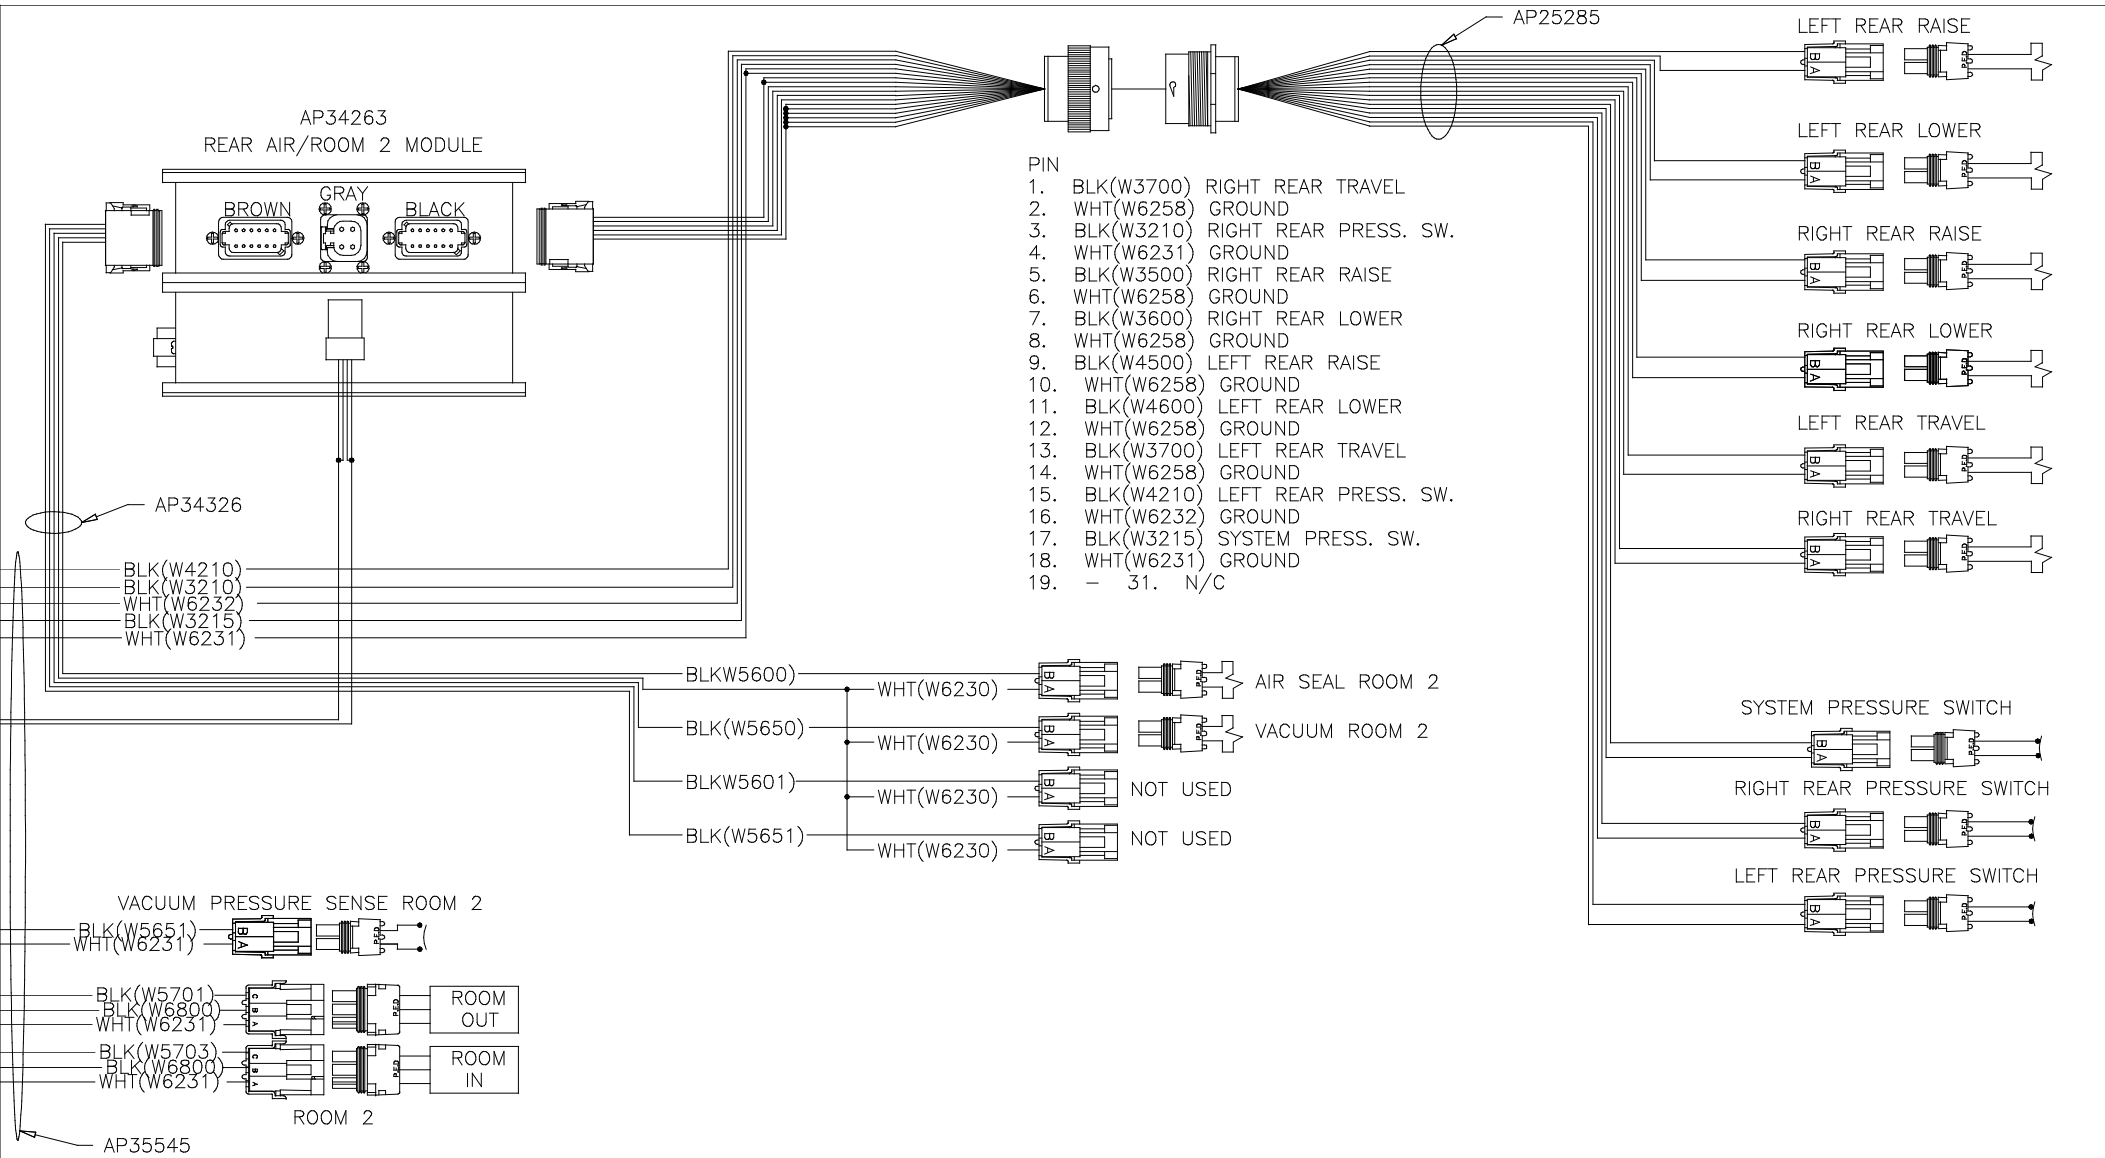 AP25285
LEFT REAR RAISE
B
A
P.E.D.
LEFT REAR LOWER
B
A
P.E.D.
RIGHT REAR RAISE
B
A
P.E.D.
RIGHT REAR LOWER
B
A
P.E.D.
LEFT REAR TRAVEL
B
A
P.E.D.
RIGHT REAR TRAVEL
B
A
P.E.D.
SYSTEM PRESSURE SWITCH
B
A
P.E.D.
RIGHT REAR PRESSURE SWITCH
B
A
P.E.D.
LEFT REAR PRESSURE SWITCH
B
A
P.E.D.
AP34263
REAR AIR/ROOM 2 MODULE
BROWN
GRAY
BLACK
PIN
1. BLK(W3700) RIGHT REAR TRAVEL
2. WHT(W6258) GROUND
3. BLK(W3210) RIGHT REAR PRESS. SW.
4. WHT(W6231) GROUND
5. BLK(W3500) RIGHT REAR RAISE
6. WHT(W6258) GROUND
7. BLK(W3600) RIGHT REAR LOWER
8. WHT(W6258) GROUND
9. BLK(W4500) LEFT REAR RAISE
10. WHT(W6258) GROUND
11. BLK(W4600) LEFT REAR LOWER
12. WHT(W6258) GROUND
13. BLK(W3700) LEFT REAR TRAVEL
14. WHT(W6258) GROUND
15. BLK(W4210) LEFT REAR PRESS. SW.
16. WHT(W6232) GROUND
17. BLK(W3215) SYSTEM PRESS. SW.
18. WHT(W6231) GROUND
19. – 31. N/C
AP34326
BLK(W4210)
BLK(W3210)
WHT(W6232)
BLK(W3215)
WHT(W6231)
BLKW5600)
WHT(W6230)
B
A
P.E.D.
AIR SEAL ROOM 2
BLK(W5650)
WHT(W6230)
B
A
P.E.D.
VACUUM ROOM 2
BLKW5601)
WHT(W6230)
B
A
NOT USED
BLK(W5651)
WHT(W6230)
B
A
NOT USED
VACUUM PRESSURE SENSE ROOM 2
BLK(W5651)
WHT(W6231)
B
A
P.E.D.
BLK(W5701)
BLK(W6800)
WHT(W6231)
C
B
A
P.E.D.
ROOM
OUT
BLK(W5703)
BLK(W6800)
WHT(W6231)
C
B
A
P.E.D.
ROOM
IN
ROOM 2
AP35545